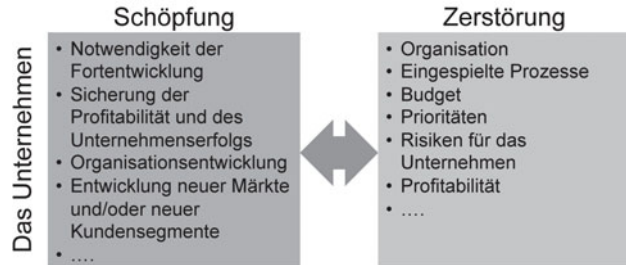 Schöpfung
Zerstörung
Das Unternehmen
• Notwendigkeit der
Fortentwicklung
• Sicherung der
Profitabilität und des
Unternehmenserfolgs
• Organisationsentwicklung
• Entwicklung neuer Märkte
und/oder neuer
Kundensegmente
• ....
• Organisation
• Eingespielte Prozesse
• Budget
• Prioritäten
• Risiken für das
Unternehmen
• Profitabilität
• ....